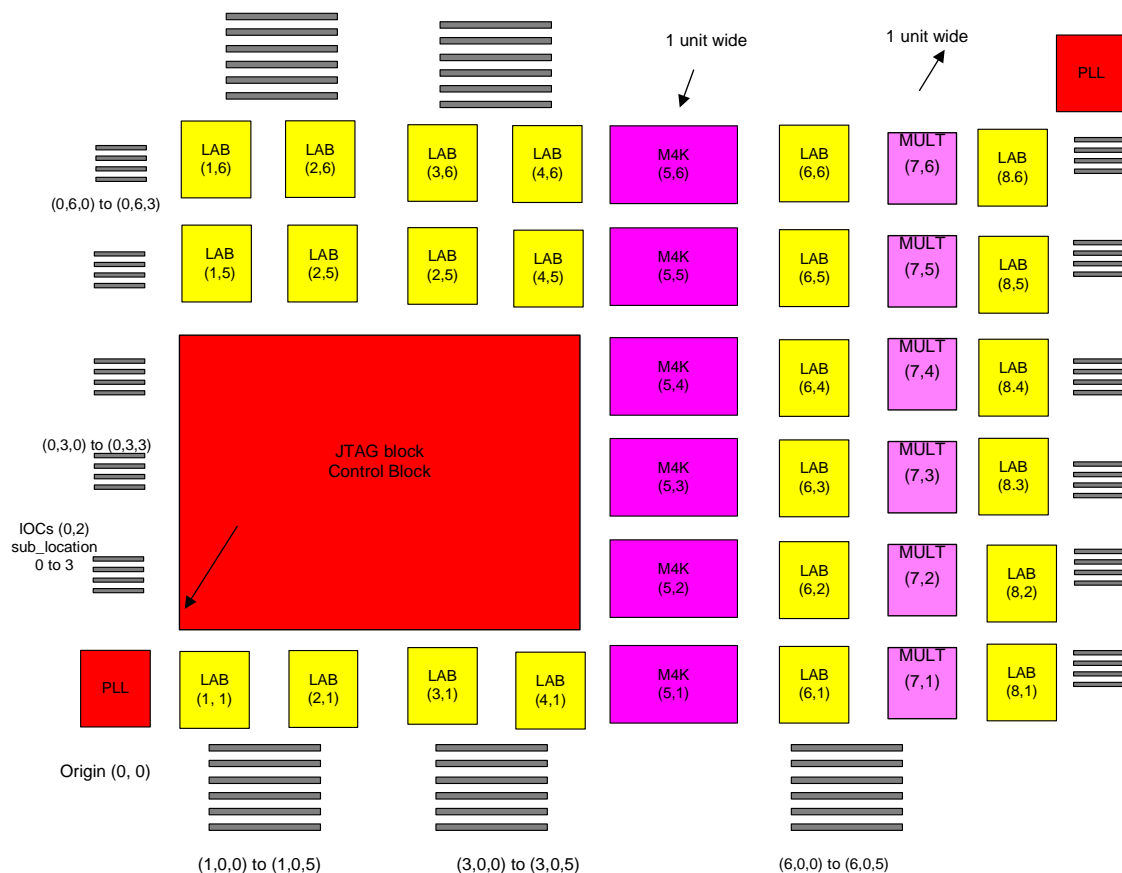 1 unit wide
1 unit wide
PLL
LAB
(1,6)
LAB
(2,6)
LAB
(3,6)
LAB
(4,6)
M4K
(5,6)
LAB
(6,6)
MULT
(7,6)
LAB
(8.6)
(0,6,0) to (0,6,3)
LAB
(1,5)
LAB
(2,5)
LAB
(2,5)
LAB
(4,5)
M4K
(5,5)
LAB
(6,5)
MULT
(7,5)
LAB
(8,5)
M4K
(5,4)
LAB
(6,4)
MULT
(7,4)
LAB
(8.4)
(0,3,0) to (0,3,3)
JTAG block
Control Block
M4K
(5,3)
LAB
(6,3)
MULT
(7,3)
LAB
(8.3)
IOCs (0,2)
sub_location
0 to 3
M4K
(5,2)
LAB
(6,2)
MULT
(7,2)
LAB
(8,2)
PLL
LAB
(1, 1)
LAB
(2,1)
LAB
(3,1)
LAB
(4,1)
M4K
(5,1)
LAB
(6,1)
MULT
(7,1)
LAB
(8,1)
Origin (0, 0)
(1,0,0) to (1,0,5)
(3,0,0) to (3,0,5)
(6,0,0) to (6,0,5)